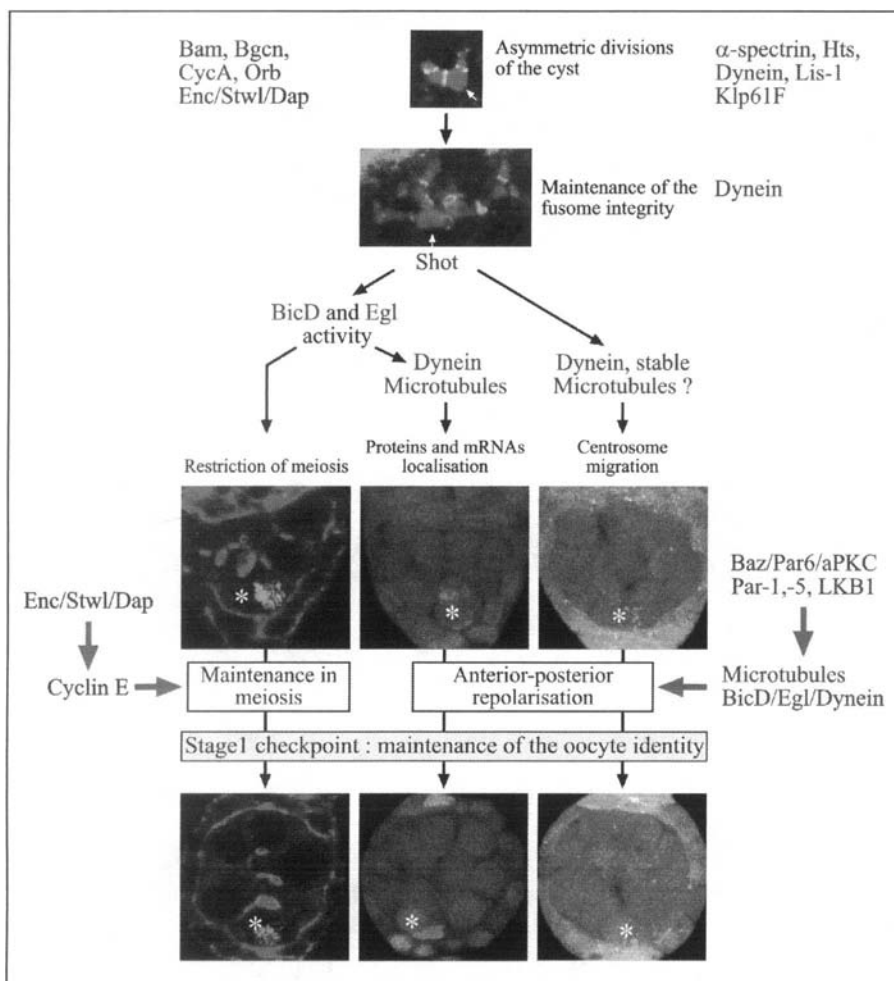 Bam, Bgcn,
CycA, Orb
Enc/Stwl/Dap
Asymmetric divisions
of the cyst
α-spectrin, Hts,
Dynein, Lis-1
Klp61F
Maintenance of the
fusome integrity
Dynein
Shot
BicD and Egl
activity
Dynein
Microtubules
Dynein, stable
Microtubules ?
Restriction of meiosis
Proteins and mRNAs
localisation
Centrosome
migration
*
*
*
Baz/Par6/aPKC
Par-1,-5, LKB1
Enc/Stwl/Dap
Cyclin E
Maintenance in
meiosis
Anterior-posterior
repolarisation
Microtubules
BicD/Egl/Dynein
Stage1 checkpoint : maintenance of the oocyte identity
*
*
*